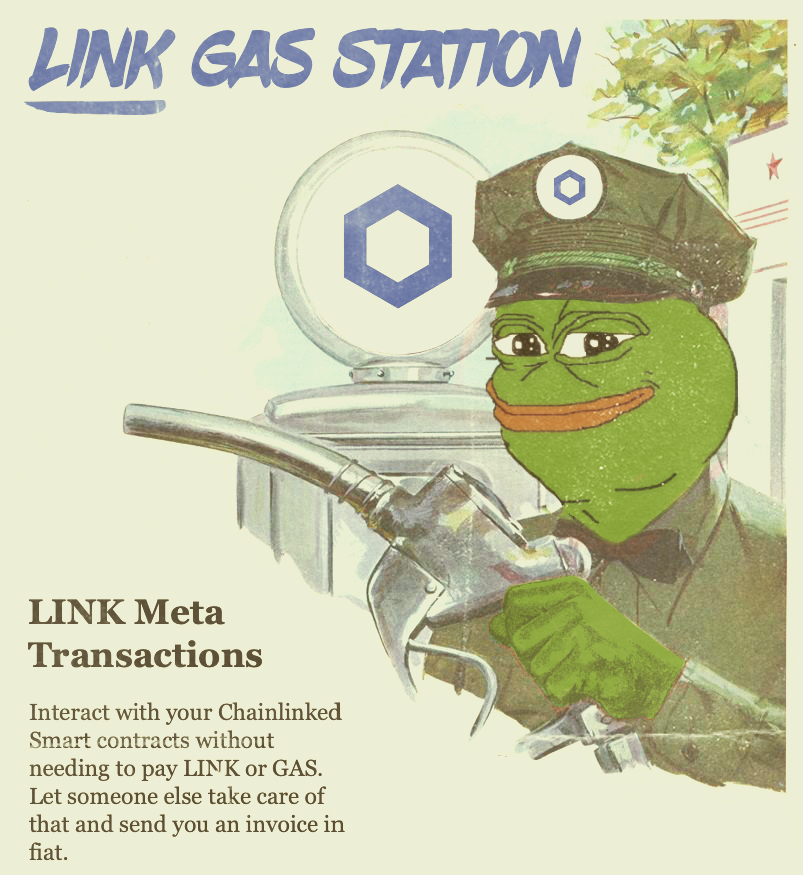 LINK GAS STATION
LINK Meta
Transactions
Interact with your Chainlinked
Smart contracts without
needing to pay LINK or GAS.
Let someone else take care of
that and send you an invoice in
fiat.